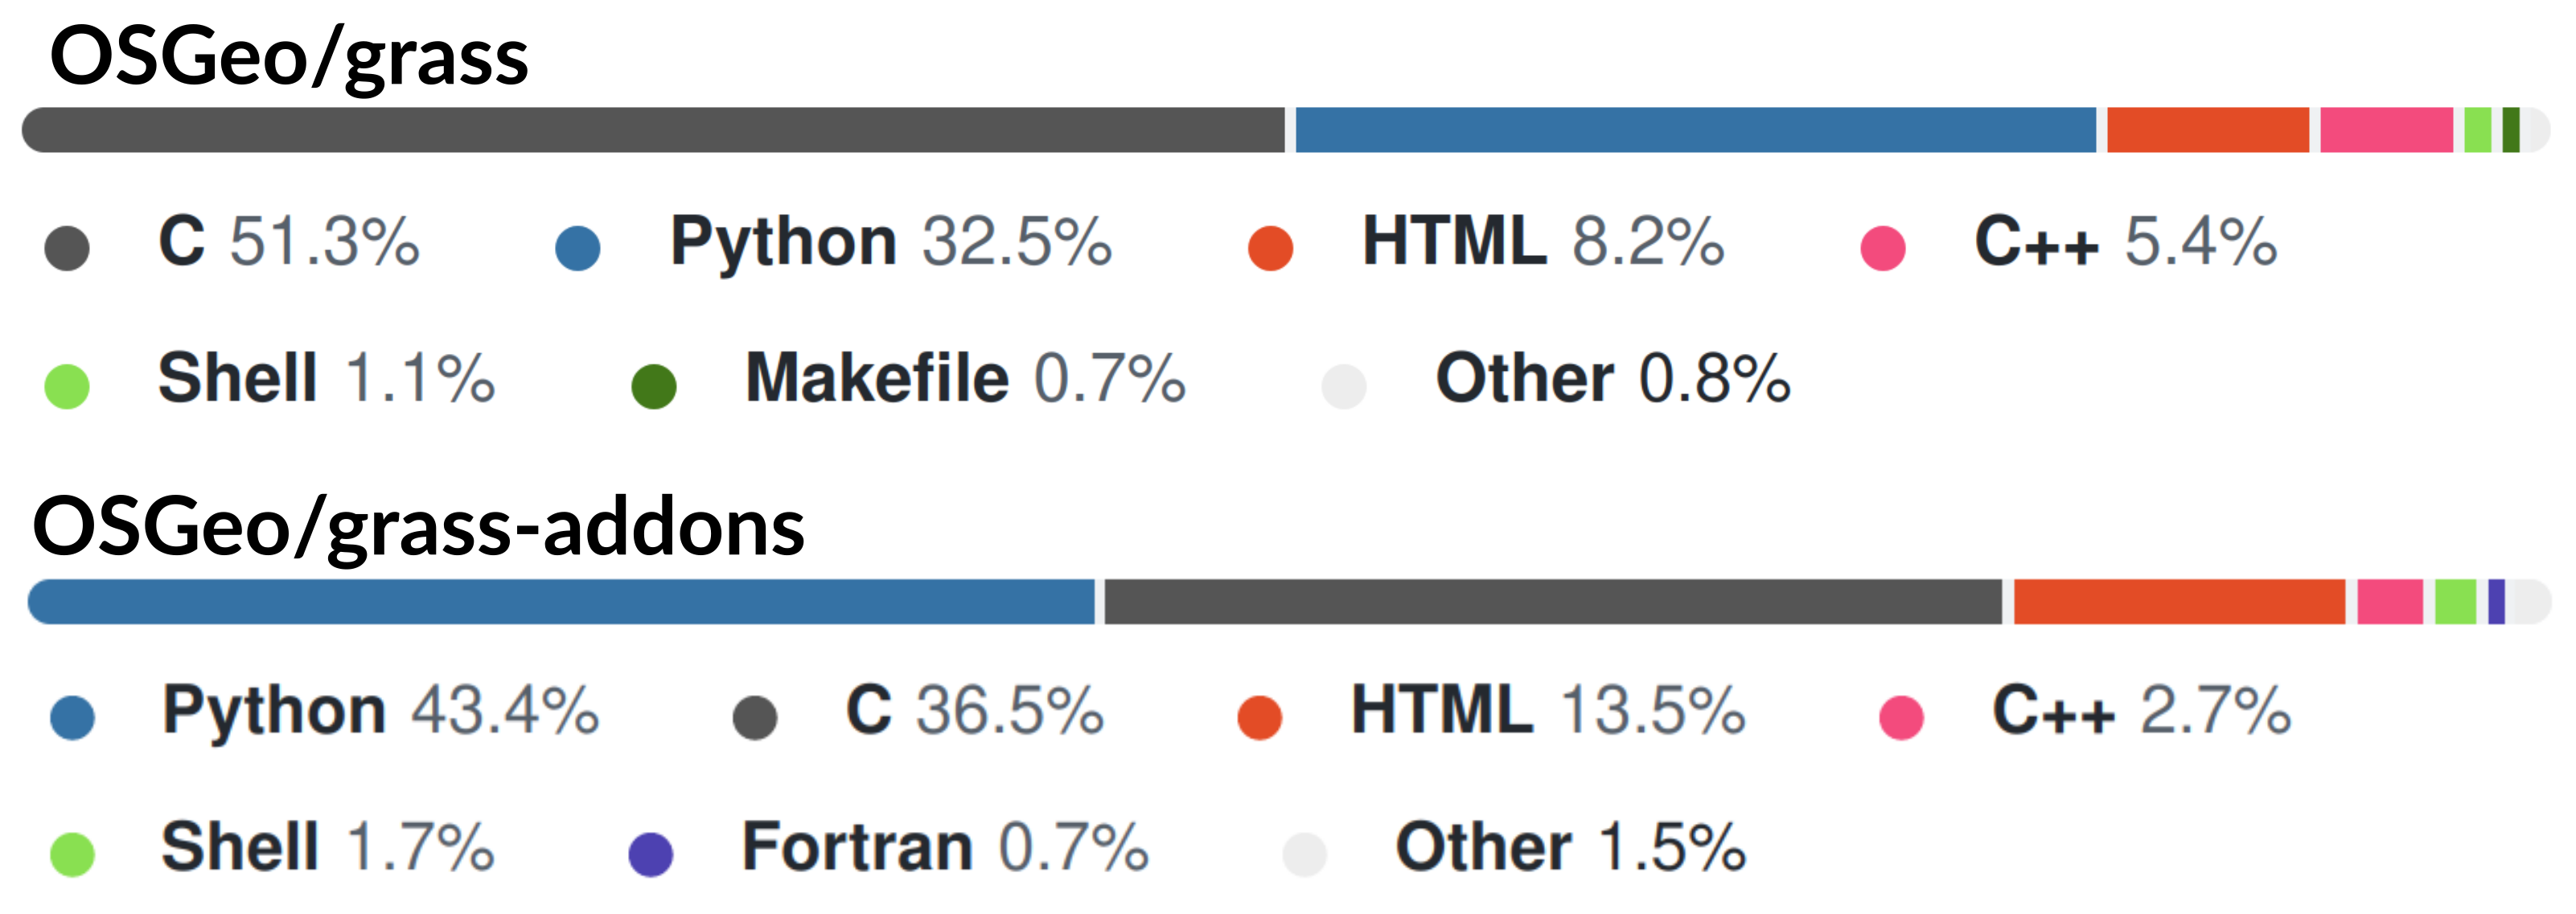 OSGeo/grass
C 51.3% Python 32.5% HTML 8.2% C++ 5.4%
Shell 1.1% Makefile 0.7% Other 0.8%
OSGeo/grass-addons
Python 43.4% C 36.5% HTML 13.5% C++ 2.7%
Shell 1.7% Fortran 0.7% Other 1.5%